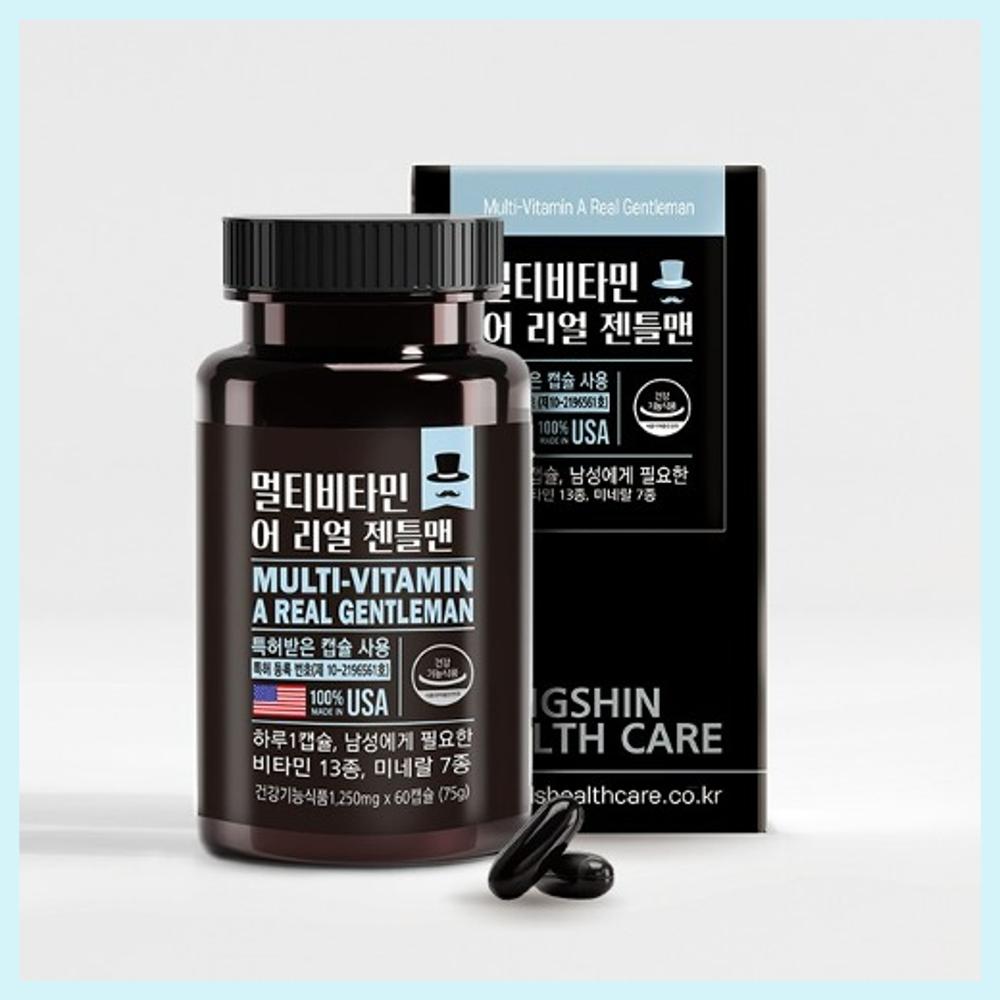 멀티비타민
어 리얼 젠틀맨
MULTI-VITAMIN
A REAL GENTLEMAN
특허받은 캡슐 사용
특허 등록 번호(제 10-2196561호)
100%
MADE IN
USA
건강
기능식품
하루1캡슐, 남성에게 필요한
비타민 13종, 미네랄 7종
건강기능식품1,250mg x 60캡슐 (75g)
Multi-Vitamin A Real Gentleman
멀티비타민
어 리얼 젠틀맨
은 캡슐 사용
(제10-2196561호)
100%
MADE IN
USA
건강
기능식품
캡슐, 남성에게 필요한
타민 13종, 미네랄 7종
NGSHIN
LTH CARE
shealthcare.co.kr